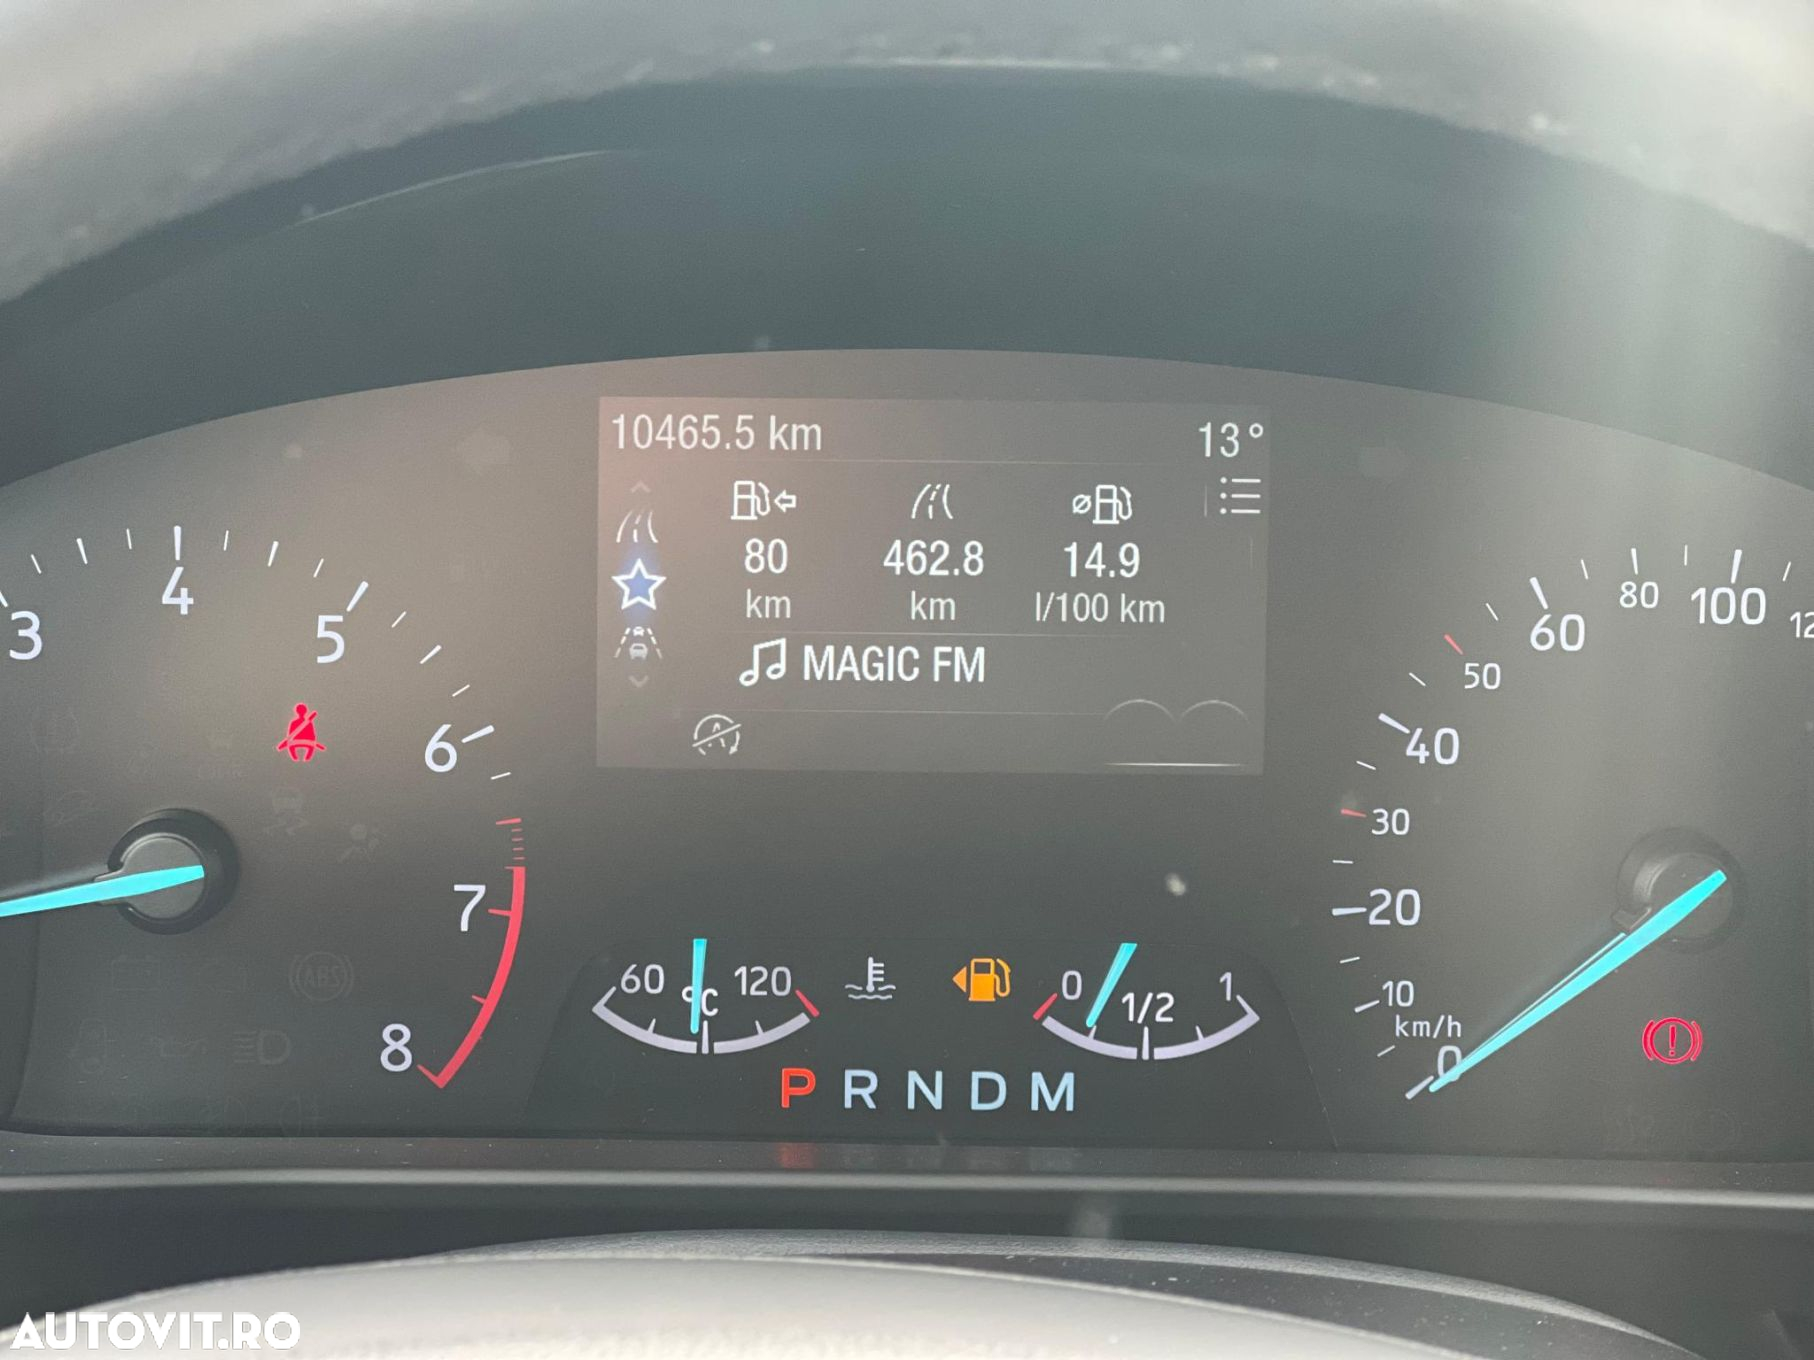 10465.5 km 13°
80 462.8 14.9
km km l/100 km
MAGIC FM
3 4 5 6 7 8
60 °C 120
0 1/2 1
P R N D M
0 10 20 30 40 50 60 80 100
km/h
ABS
AUTOVIT.RO